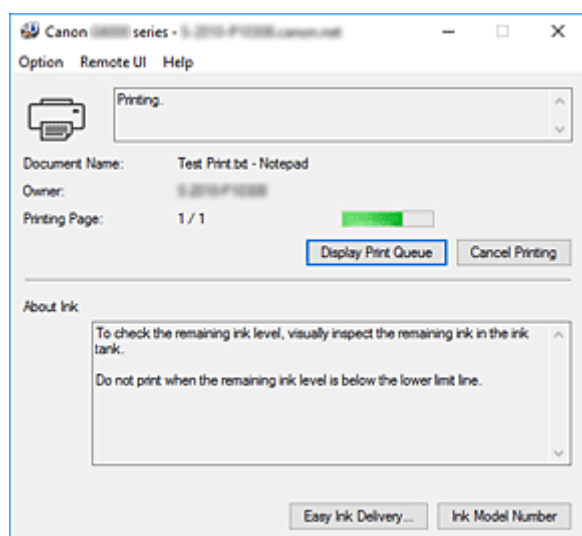 Canon series -
Option Remote UI Help
Printing.
Document Name: Test Print.txt - Notepad
Owner:
Printing Page: 1 / 1
Display Print Queue Cancel Printing
About Ink
To check the remaining ink level, visually inspect the remaining ink in the ink
tank.
Do not print when the remaining ink level is below the lower limit line.
Easy Ink Delivery... Ink Model Number